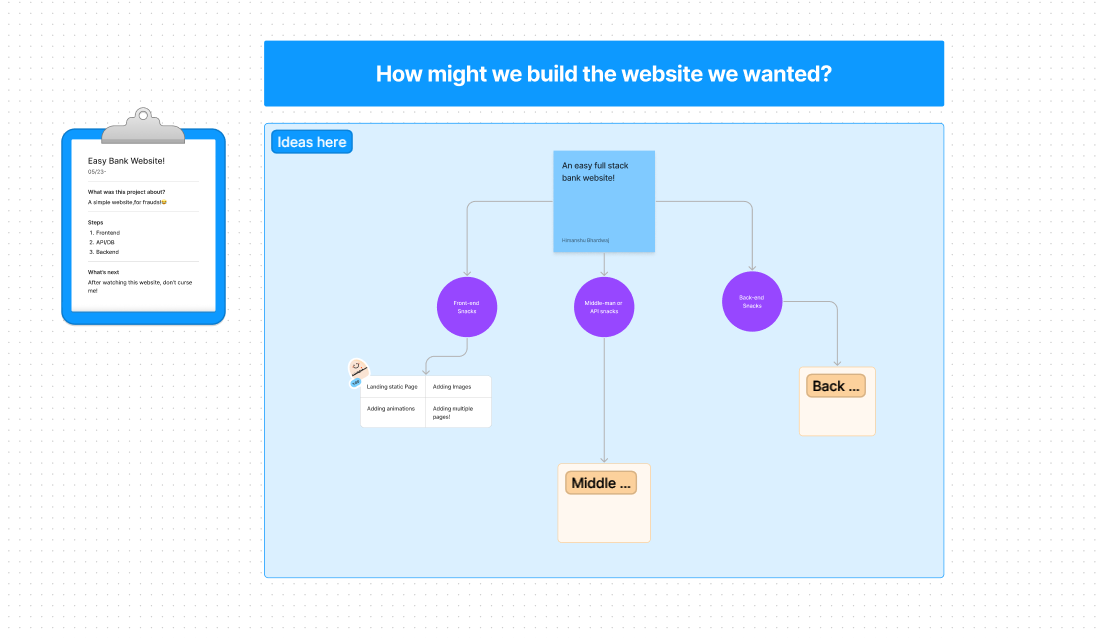 How might we build the website we wanted?
Easy Bank Website!
05/23-
What was this project about?
A simple website,for frauds!😂
Steps
1. Frontend
2. API/DB
3. Backend
What's next
After watching this website, don't curse
me!
Ideas here
An easy full stack
bank website!
Himanshu Bhardwaj
Front-end
Snacks
Middle-man or
API snacks
Back-end
Snacks
Landing static Page
Adding Images
Adding animations
Adding multiple
pages!
Back ...
Middle ...